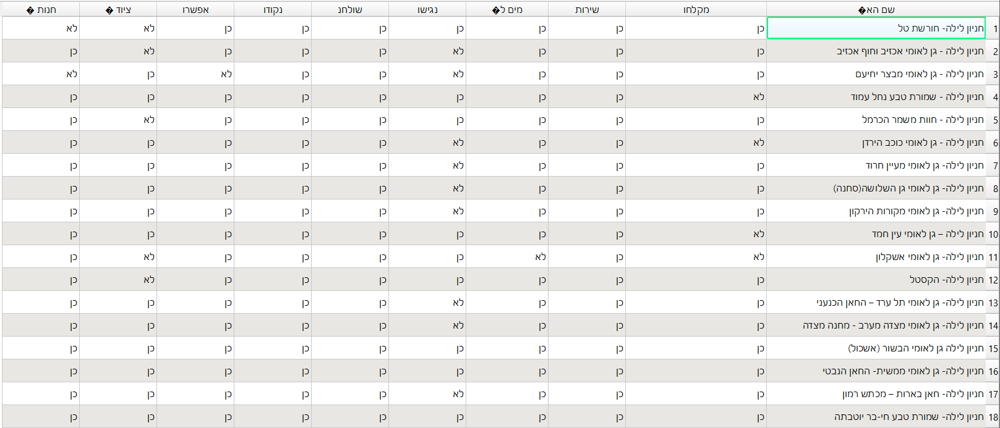 שם הא� מקלחו שירות מים ל� נגישו שולחנ נקודו אפשרו ציוד � חנות �
1 חניון לילה- חורשת טל כן כן כן כן כן כן כן לא לא
2 חניון לילה - גן לאומי אכזיב וחוף אכזיב כן כן כן לא כן כן כן לא כן
3 חניון לילה - גן לאומי מבצר יחיעם כן כן כן לא כן כן לא כן לא
4 חניון לילה - שמורת טבע נחל עמוד לא כן כן כן כן כן כן כן כן
5 חניון לילה - חוות משמר הכרמל כן כן כן כן כן כן כן לא כן
6 חניון לילה - גן לאומי כוכב הירדן לא כן כן לא כן כן כן כן כן
7 חניון לילה- גן לאומי מעיין חרוד כן כן כן לא כן כן כן כן כן
8 חניון לילה- גן לאומי גן השלושה(סחנה) כן כן כן לא כן כן כן כן כן
9 חניון לילה- גן לאומי מקורות הירקון כן כן כן לא כן כן כן כן כן
10 חניון לילה – גן לאומי עין חמד לא כן כן כן כן כן כן כן כן
11 חניון לילה- גן לאומי אשקלון לא כן לא כן כן כן כן לא כן
12 חניון לילה- הקסטל כן כן כן כן כן כן כן לא כן
13 חניון לילה- גן לאומי תל ערד – החאן הכנעני כן כן כן לא כן כן כן כן כן
14 חניון לילה- גן לאומי מצדה מערב - מחנה מצדה כן כן כן לא כן כן כן כן כן
15 חניון לילה גן לאומי הבשור (אשכול) כן כן כן כן כן כן כן כן כן
16 חניון לילה- גן לאומי ממשית- החאן הנבטי כן כן כן כן כן כן כן כן כן
17 חניון לילה- חאן בארות – מכתש רמון כן כן כן לא כן כן כן כן כן
18 חניון לילה- שמורת טבע חי-בר יוטבתה כן כן כן כן כן כן כן כן כן